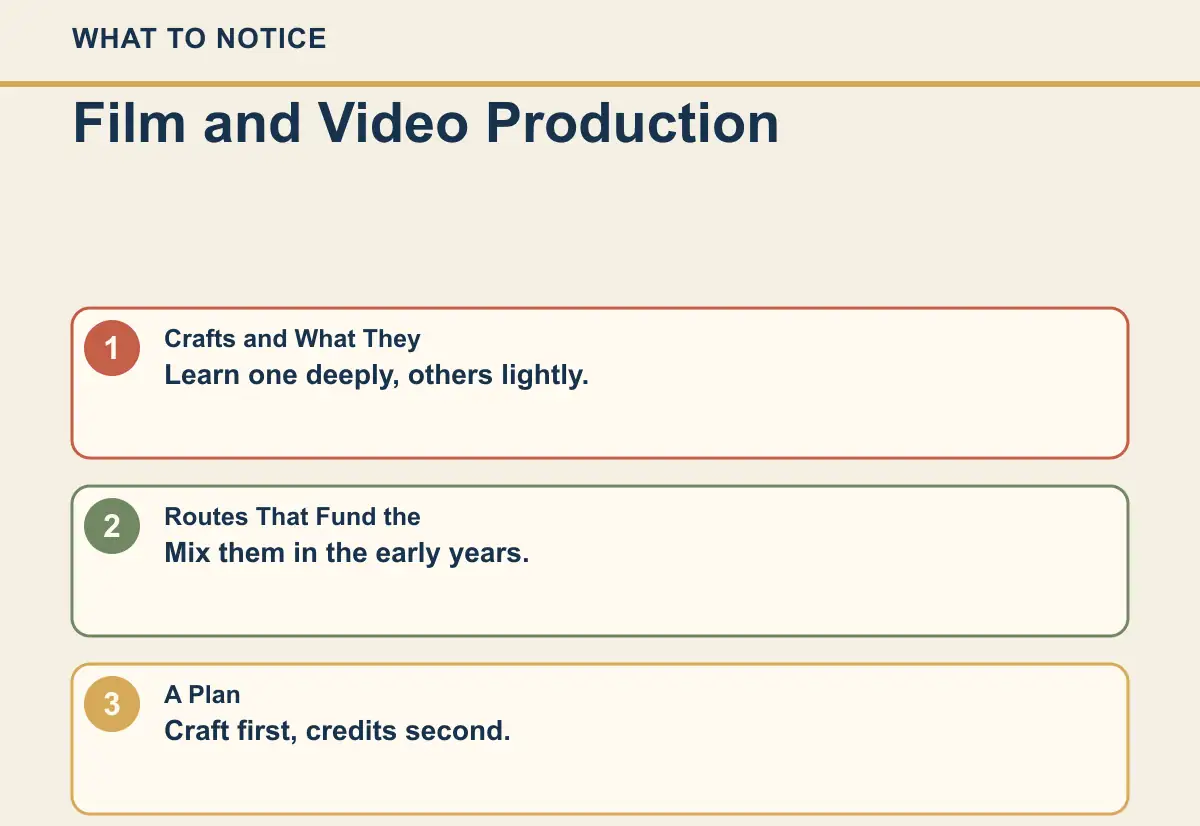 WHAT TO NOTICE
Film and Video Production
1
Crafts and What They
Learn one deeply, others lightly.
2
Routes That Fund the
Mix them in the early years.
3
A Plan
Craft first, credits second.